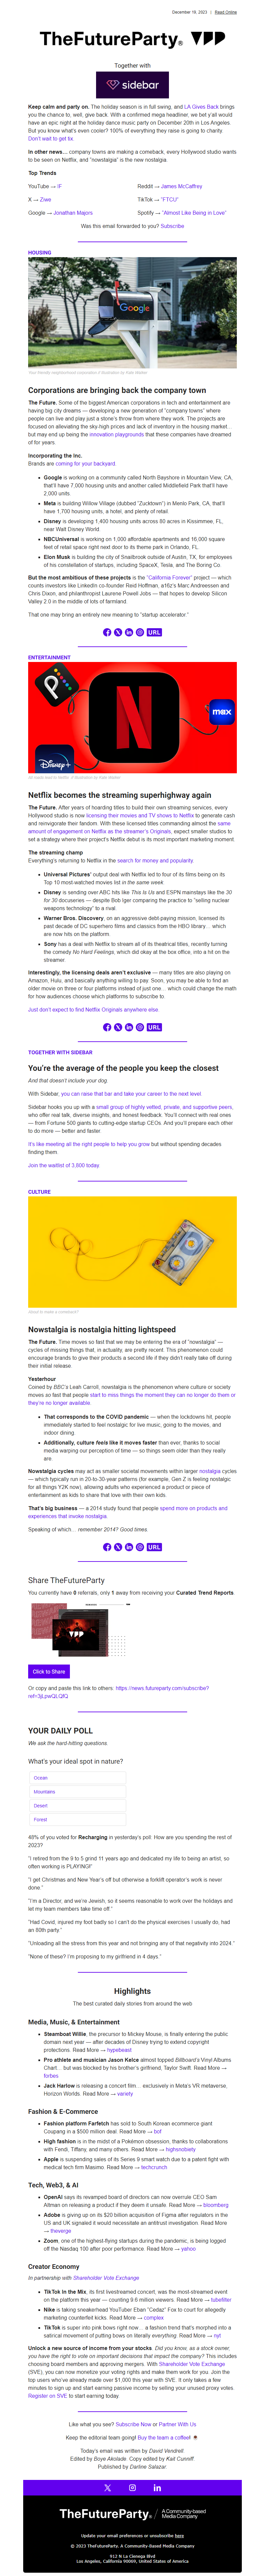 December 19, 2023 | Read Online
TheFutureParty®
Together with
sidebar
Keep calm and party on. The holiday season is in full swing, and LA Gives Back brings
you the chance to, well, give back. With a confirmed mega headliner, we bet y'all would
have an epic night at the holiday dance music party on December 20th in Los Angeles.
But you know what's even cooler? 100% of everything they raise is going to charity.
Don't wait to get tix.
In other news… company towns are making a comeback, every Hollywood studio wants
to be seen on Netflix, and "nowstalgia" is the new nostalgia.
Top Trends
YouTube → IF
Reddit → James McCaffrey
X → Ziwe
TikTok → "FTCU"
Google → Jonathan Majors
Spotify → "Almost Like Being in Love"
Was this email forwarded to you? Subscribe
HOUSING
Google
Corporations are bringing back the company town
The Future. Some of the biggest American corporations in tech and entertainment are
having big city dreams — developing a new generation of "company towns" where
people can live and play just a stone's throw from where they work. The projects are
focused on alleviating the sky-high prices and lack of inventory in the housing market…
but may end up being the innovation playgrounds that these companies have dreamed
of for years.
Incorporating the Inc.
Brands are coming for your backyard.
Google is working on a community called North Bayshore in Mountain View, CA,
that'll have 7,000 housing units and another called Middlefield Park that'll have
2,000 units.
Meta is building Willow Village (dubbed "Zucktown") in Menlo Park, CA, that'll
have 1,700 housing units, a hotel, and plenty of retail.
Disney is developing 1,400 housing units across 80 acres in Kissimmee, FL,
near Walt Disney World.
NBCUniversal is working on 1,000 affordable apartments and 16,000 square
feet of retail space right next door to its theme park in Orlando, FL.
Elon Musk is building the city of Snailbrook outside of Austin, TX, for employees
of his constellation of startups, including SpaceX, Tesla, and The Boring Co.
But the most ambitious of these projects is the "California Forever" project — which
counts investors like LinkedIn co-founder Reid Hoffman, a16z's Marc Andreessen and
Chris Dixon, and philanthropist Laurene Powell Jobs — that hopes to develop Silicon
Valley 2.0 in the middle of lots of farmland.
That one may bring an entirely new meaning to "startup accelerator."
URL
ENTERTAINMENT
Disney+
max
Netflix becomes the streaming superhighway again
The Future. After years of hoarding titles to build their own streaming services, every
Hollywood studio is now licensing their movies and TV shows to Netflix to generate cash
and reinvigorate their fandom. With these licensed titles commanding almost the same
amount of engagement on Netflix as the streamer's Originals, expect smaller studios to
set a strategy where their project's Netflix debut is its most important marketing moment.
The streaming champ
Everything's returning to Netflix in the search for money and popularity.
Universal Pictures' output deal with Netflix led to four of its films being on its
Top 10 most-watched movies list in the same week.
Disney is sending over ABC hits like This Is Us and ESPN mainstays like the 30
for 30 docuseries — despite Bob Iger once comparing the practice to "selling
nuclear weapons technology" to a rival.
Warner Bros. Discovery, on an aggressive debt-paying mission, licensed its
past decade of DC superhero films and classics from the HBO library… which
are now hits on the platform.
Sony has a deal with Netflix to stream all of its theatrical titles, recently turning
the comedy No Hard Feelings, which did okay at the box office, into a hit on the
streamer.
Interestingly, the licensing deals aren't exclusive — many titles are also playing on
Amazon, Hulu, and basically anything willing to pay. Soon, you may be able to find an
older movie on three or four platforms instead of just one… which could change the math
for how audiences choose which platforms to subscribe to.
Just don't expect to find Netflix Originals anywhere else.
URL
TOGETHER WITH SIDEBAR
You're the average of the people you keep the closest
And that doesn't include your dog.
With Sidebar, you can raise that bar and take your career to the next level.
Sidebar hooks you up with a small group of highly vetted, private, and supportive peers,
who offer real talk, diverse insights, and honest feedback. You'll connect with real ones
— from Fortune 500 giants to cutting-edge startup CEOs. And you'll push each other
to do more — better and faster.
It's like meeting all the right people to help you grow but without spending decades
finding them.
Join the waitlist of 3,600 today.
CULTURE
Nowstalgia is nostalgia hitting lightspeed
The Future. Time moves so fast that we may be entering the era of "nowstalgia" —
cycles of missing things that, in actuality, are pretty recent. This phenomenon could
encourage brands to give their products a second life if they didn't really take off during
their initial release.
Yesterhour
Coined by BBC's Leah Carroll, nowstalgia is the phenomenon where culture or society
moves so fast that people start to miss things the moment they can no longer do them or
they're no longer available.
That corresponds to the COVID pandemic — when the lockdowns hit, people
immediately started to feel nostalgic for live music, going to the movies, and
indoor dining.
Additionally, culture feels like it moves faster than ever, thanks to social
media warping our perception of time — so things seem older than they really
are.
Nowstalgia cycles may act as smaller societal movements within larger nostalgia cycles
— which typically run in 20-to-30-year patterns (for example, Gen Z is feeling nostalgic
for all things Y2K now), allowing adults who experienced a period or piece of
entertainment as kids to share that love with their own kids.
That's big business — a 2014 study found that people spend more on products and
experiences that invoke nostalgia.
Speaking of which… remember 2014? Good times.
URL
Share TheFutureParty
You currently have 0 referrals, only 1 away from receiving your Curated Trend Reports.
Click to Share
Or copy and paste this link to others: https://news.futureparty.com/subscribe?
YOUR DAILY POLL
We ask the hard-hitting questions.
What's your ideal spot in nature?
Ocean
Mountains
Desert
Forest
48% of you voted for Recharging in yesterday's poll: How are you spending the rest of
2023?
"I retired from the 9 to 5 grind 11 years ago and dedicated my life to being an artist, so
often working is PLAYING!"
"I get Christmas and New Year's off but otherwise a forklift operator's work is never
done."
"I'm a Director, and we're Jewish, so it seems reasonable to work over the holidays and
let my team members take time off."
"Had Covid, injured my foot badly so I can't do the physical exercises I usually do, had
an 80th party."
"Unloading all the stress from this year and not bringing any of that negativity into 2024."
"None of these? I'm proposing to my girlfriend in 4 days."
Highlights
The best curated daily stories from around the web
Media, Music, & Entertainment
Steamboat Willie, the precursor to Mickey Mouse, is finally entering the public
domain next year — after decades of Disney trying to extend copyright
protections. Read More → hypebeast
Pro athlete and musician Jason Kelce almost topped Billboard's Vinyl Albums
Chart… but was blocked by his brother's girlfriend, Taylor Swift. Read More →
forbes
Jack Harlow is releasing a concert film… exclusively in Meta's VR metaverse,
Horizon Worlds. Read More → variety
Fashion & E-Commerce
Fashion platform Farfetch has sold to South Korean ecommerce giant
Coupang in a $500 million deal. Read More → bof
High fashion is in the midst of a Pokémon obsession, thanks to collaborations
with Fendi, Tiffany, and many others. Read More → highsnobiety
Apple is suspending sales of its Series 9 smart watch due to a patent fight with
medical tech firm Masimo. Read More → techcrunch
Tech, Web3, & AI
OpenAI says it's revamped board of directors can now override CEO Sam
Altman on releasing a product if they deem it unsafe. Read More → bloomberg
Adobe is giving up on its $20 billion acquisition of Figma after regulators in the
US and UK signaled it would necessitate an antitrust investigation. Read More
→ theverge
Zoom, one of the highest-flying startups during the pandemic, is being logged
off the Nasdaq 100 after poor performance. Read More → yahoo
Creator Economy
In partnership with Shareholder Vote Exchange
TikTok In the Mix, its first livestreamed concert, was the most-streamed event
on the platform this year — counting 9.6 million viewers. Read More → tubefilter
Nike is taking sneakerhead YouTuber Eban "Cedaz" Fox to court for allegedly
marketing counterfeit kicks. Read More → complex
TikTok is super into pink bows right now… a fashion trend that's morphed into a
surreal movement of putting bows on literally everything. Read More → nyt
Unlock a new source of income from your stocks. Did you know, as a stock owner,
you have the right to vote on important decisions that impact the company? This includes
choosing board members and approving mergers. With Shareholder Vote Exchange
(SVE), you can now monetize your voting rights and make them work for you. Join the
tens of users who have already earned over $1,000 this year with SVE. It only takes a few
minutes to sign up and start earning passive income by selling your unused voting rights.
Register on SVE to start earning today.
Like what you see? Subscribe Now or Partner With Us.
Keep the editorial team going! Buy the team a coffee!
Today's email was written by David Vendrell.
Edited by Boye Akolade. Copy edited by Kait Cunniff.
Published by Darline Salazar.
TheFutureParty® / A Community-based
Media Company
Update your email preferences or unsubscribe here
© 2023 TheFutureParty. A Community-Based Media Company
912 N La Cienega Blvd
Los Angeles, California 90000, United States of America